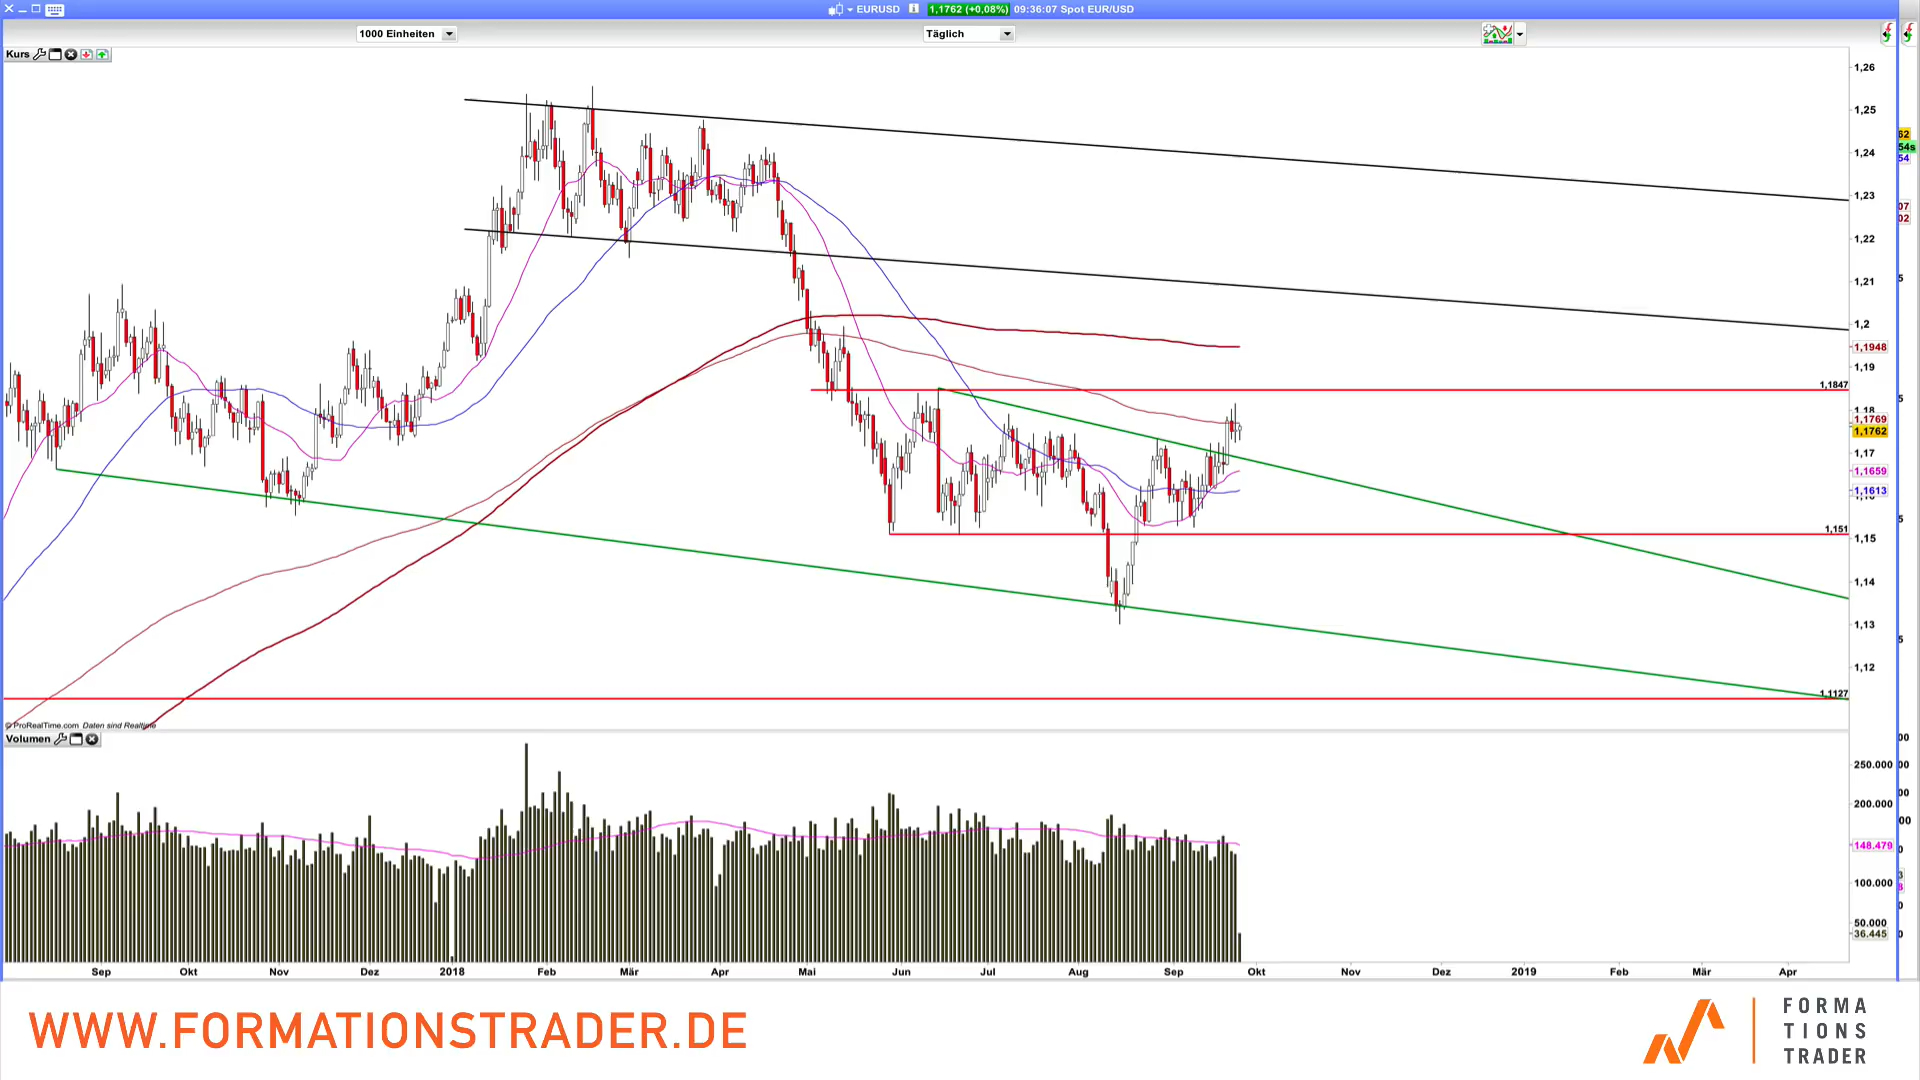 EURUSD 1,1762 (+0,08%) 09:36:07 Spot EUR/USD
1000 Einheiten
Täglich
Kurs
1,26
1,25
1,24
1,23
1,22
1,21
1,2
1,1948
1,19
1,1847
1,18
1,1769
1,1762
1,17
1,1659
1,1613
1,151
1,15
1,14
1,13
1,12
1,1127
© ProRealTime.com Daten sind Realtime
Volumen
250.000
200.000
148.479
100.000
50.000
36.445
Sep Okt Nov Dez 2018 Feb Mär Apr Mai Jun Jul Aug Sep Okt Nov Dez 2019 Feb Mär Apr
WWW.FORMATIONSTRADER.DE
FORMA
TIONS
TRADER